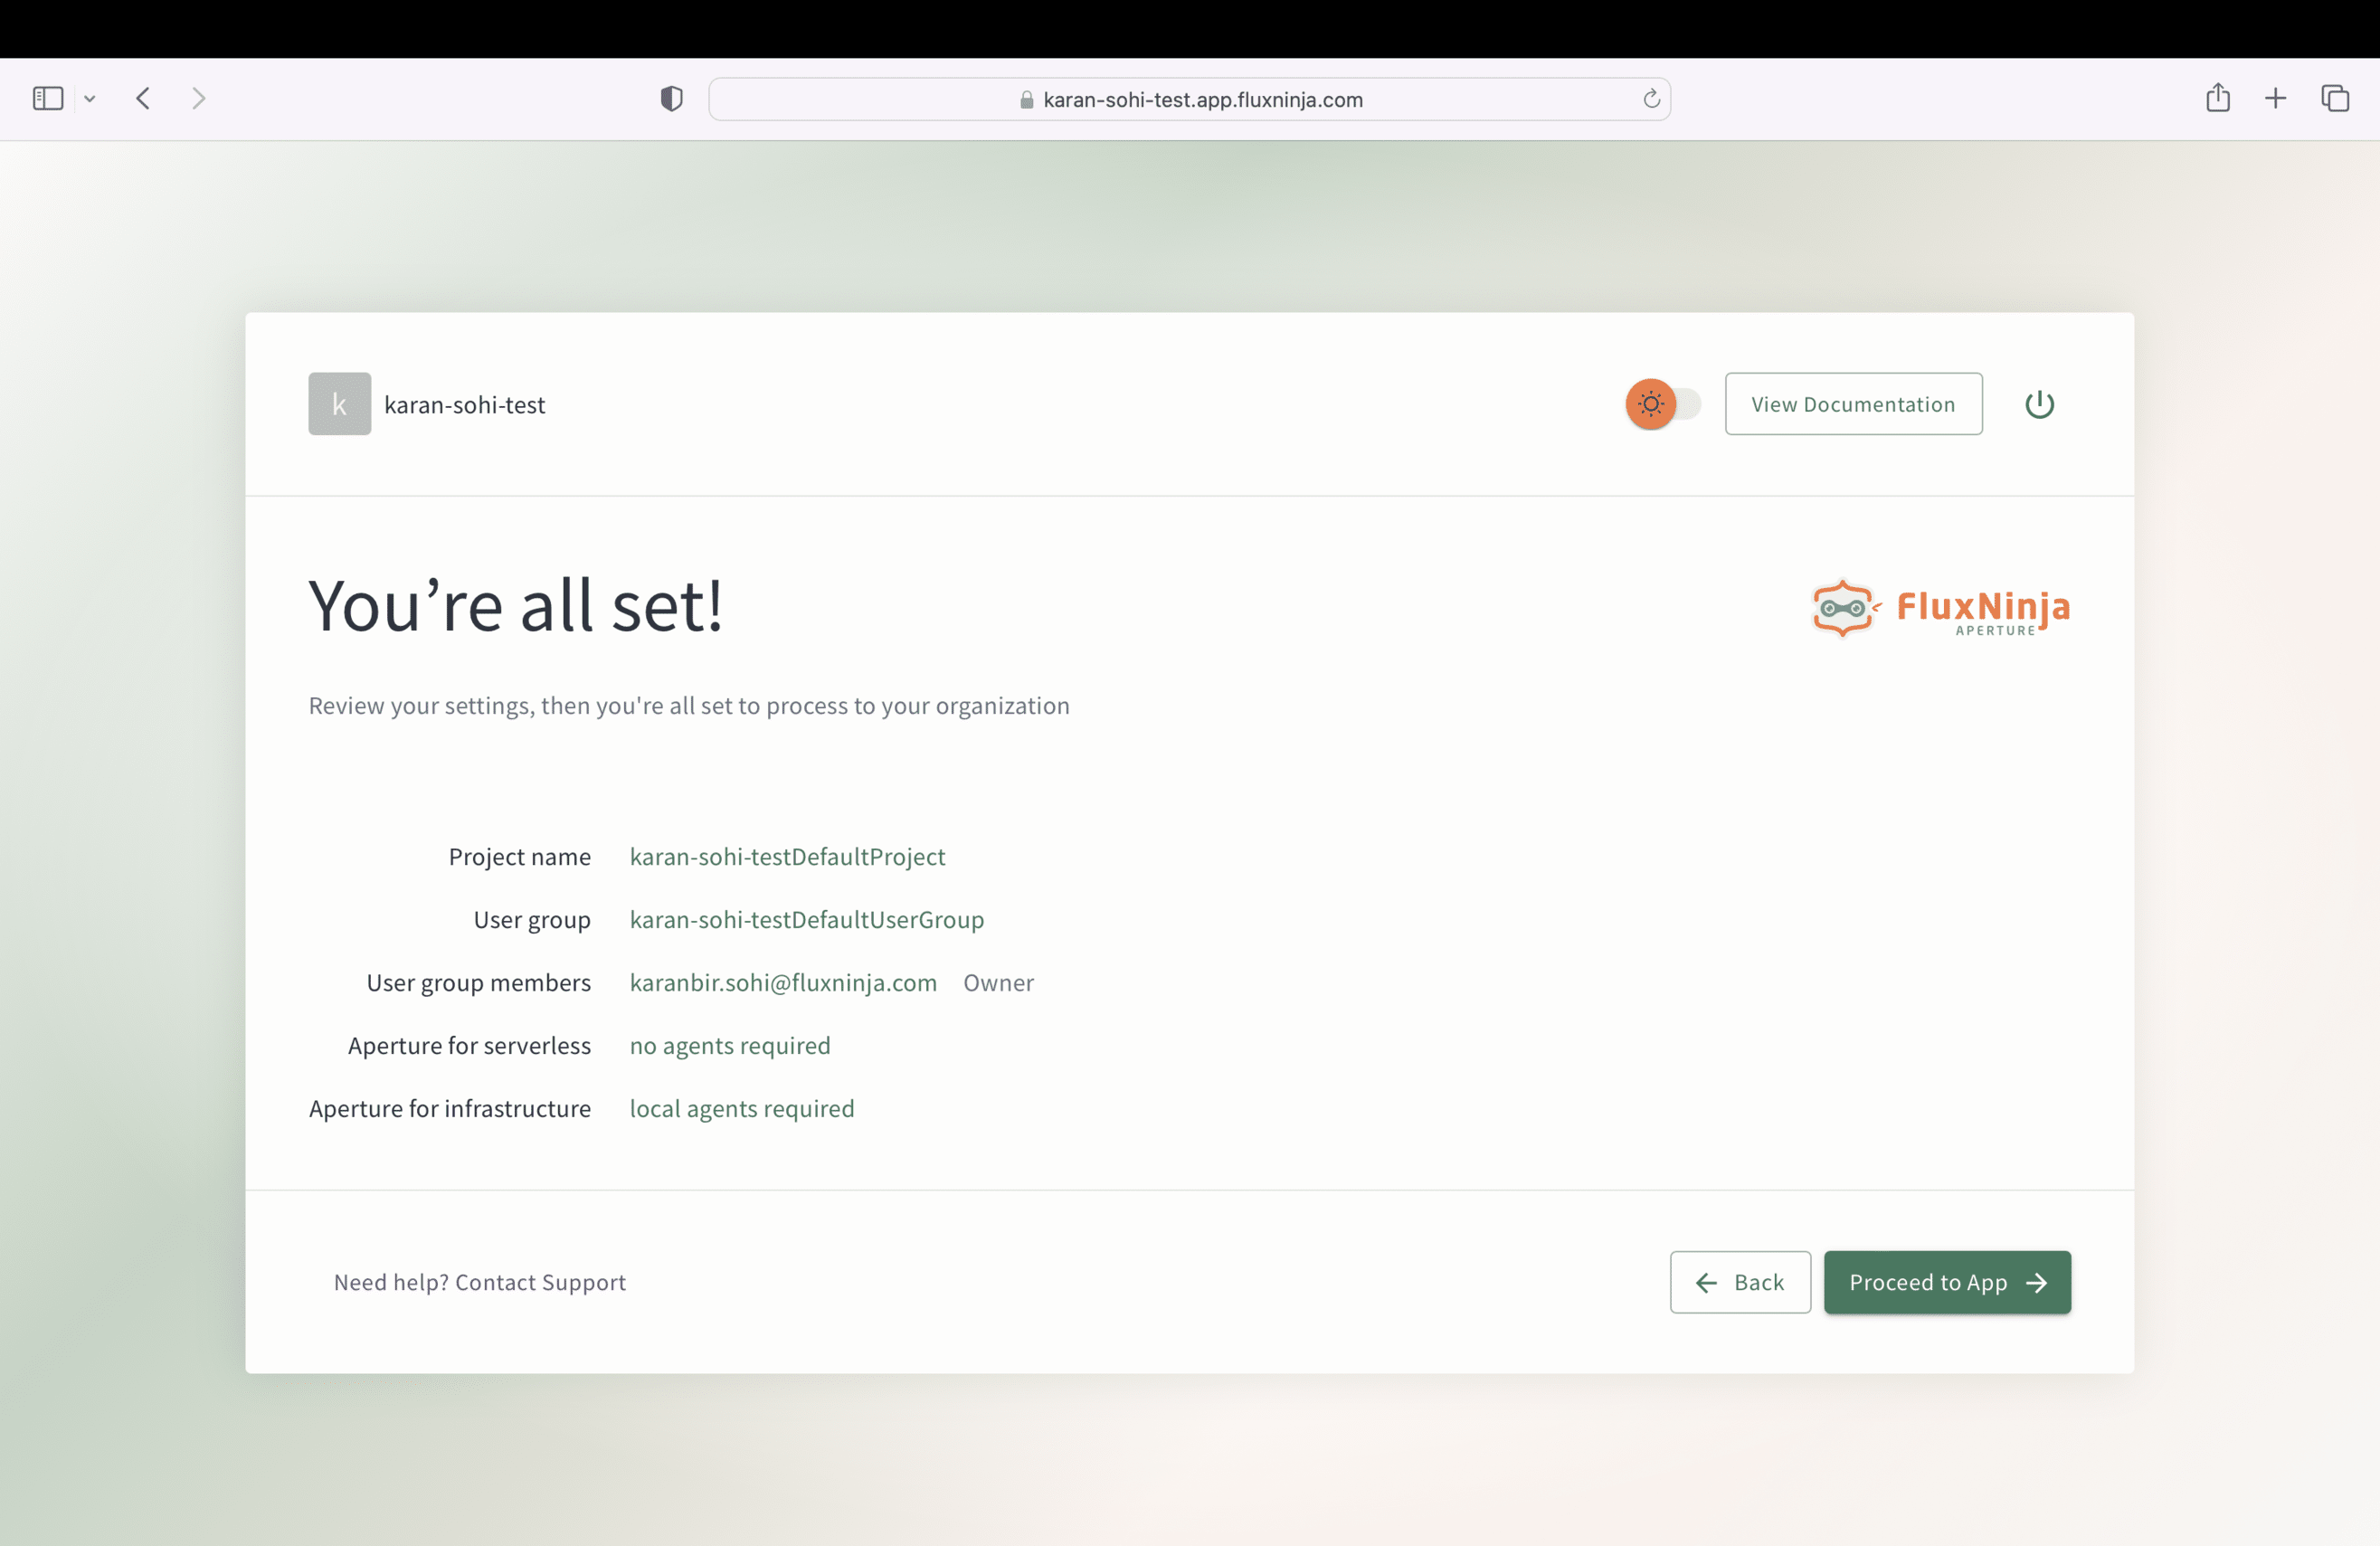 karan-sohi-test.app.fluxninja.com
k karan-sohi-test
View Documentation
You’re all set!
FluxNinja
APERTURE
Review your settings, then you're all set to process to your organization
Project name karan-sohi-testDefaultProject
User group karan-sohi-testDefaultUserGroup
User group members karanbir.sohi@fluxninja.com Owner
Aperture for serverless no agents required
Aperture for infrastructure local agents required
Need help? Contact Support
Back
Proceed to App